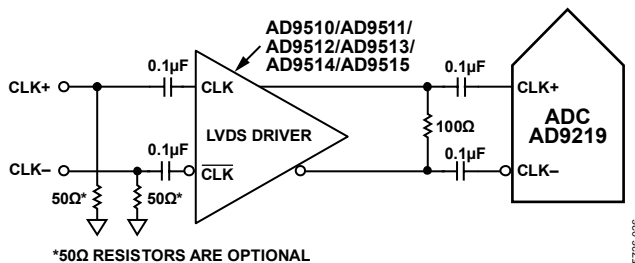 AD9510/AD9511/
AD9512/AD9513/
AD9514/AD9515
0.1µF
0.1µF
CLK+
CLK
CLK+
ADC
AD9219
LVDS DRIVER
100Ω
0.1µF
0.1µF
CLK–
CLK
CLK–
50Ω*
50Ω*
*50Ω RESISTORS ARE OPTIONAL